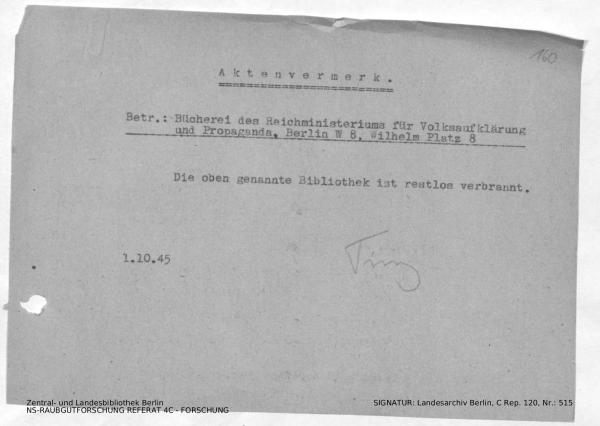 160
Aktenvermerk.
Betr.: Bücherei des Reichministeriums für Volksaufklärung
und Propaganda, Berlin W 8, Wilhelm Platz 8
Die oben genannte Bibliothek ist restlos verbrannt.
1.10.45
Zentral- und Landesbibliothek Berlin
NS-RAUBGUTFORSCHUNG REFERAT 4C - FORSCHUNG
SIGNATUR: Landesarchiv Berlin, C Rep. 120, Nr.: 515